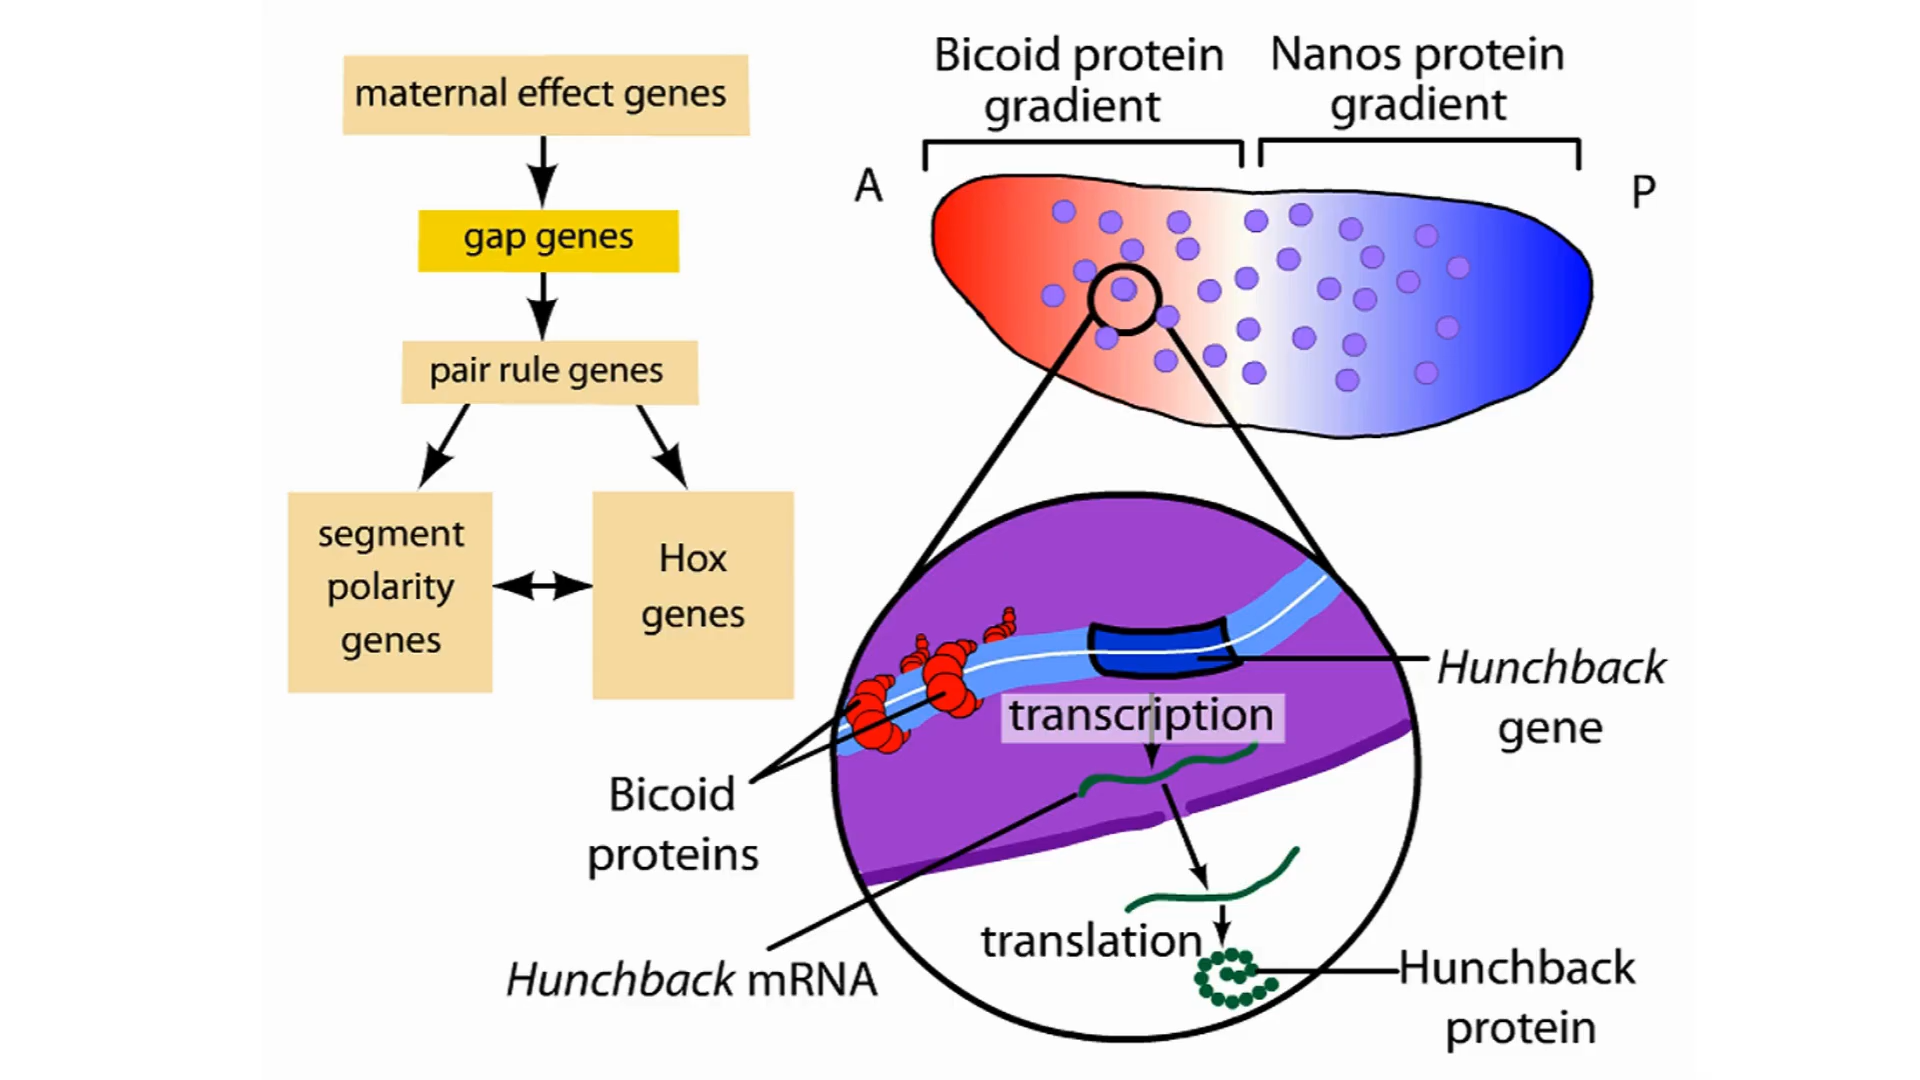 maternal effect genes
gap genes
pair rule genes
segment
polarity
genes
Hox
genes
Bicoid protein
gradient
Nanos protein
gradient
A
P
Hunchback
gene
transcription
Bicoid
proteins
translation
Hunchback mRNA
Hunchback
protein